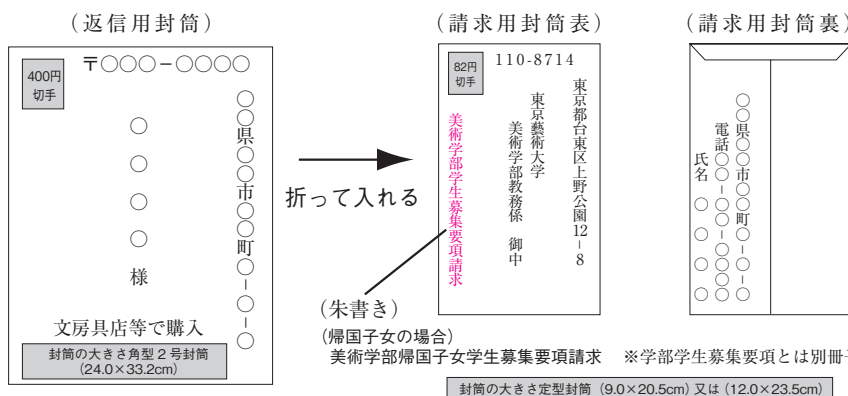 (返信用封筒)
400円
切手
〒○○○−○○○○
○○県○○市○○町○−○−○
○○○○様
文房具店等で購入
封筒の大きさ角型2号封筒
(24.0×33.2cm)
折って入れる
(請求用封筒表)
82円
切手
110-8714
東京都台東区上野公園12−8
東京藝術大学
美術学部教務係 御中
美術学部学生募集要項請求
(朱書き)
(帰国子女の場合)
美術学部帰国子女学生募集要項請求 ※学部学生募集要項とは別冊
封筒の大きさ定型封筒 (9.0×20.5cm) 又は (12.0×23.5cm)
(請求用封筒裏)
○○県○○市○○町○−○−○
電話○○−○○−○○○○
氏名 ○ ○ ○ ○